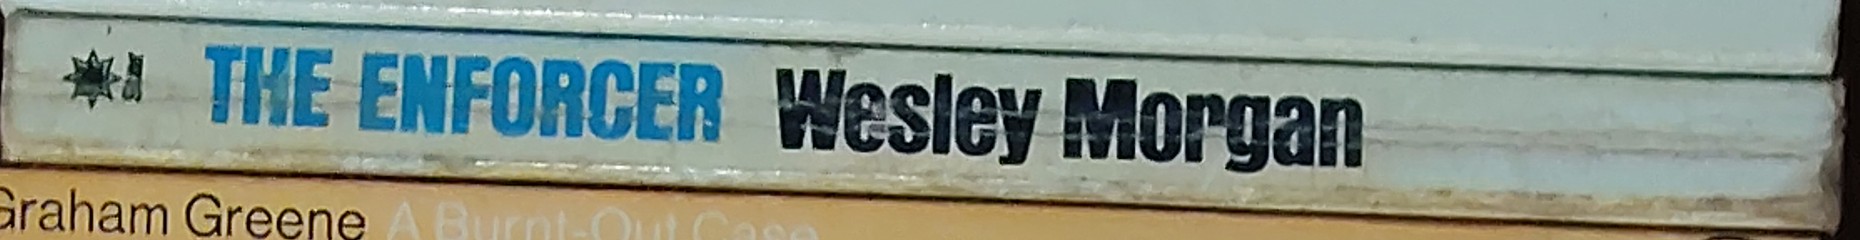 THE ENFORCER Wesley Morgan
Graham Greene A Burnt-Out Case